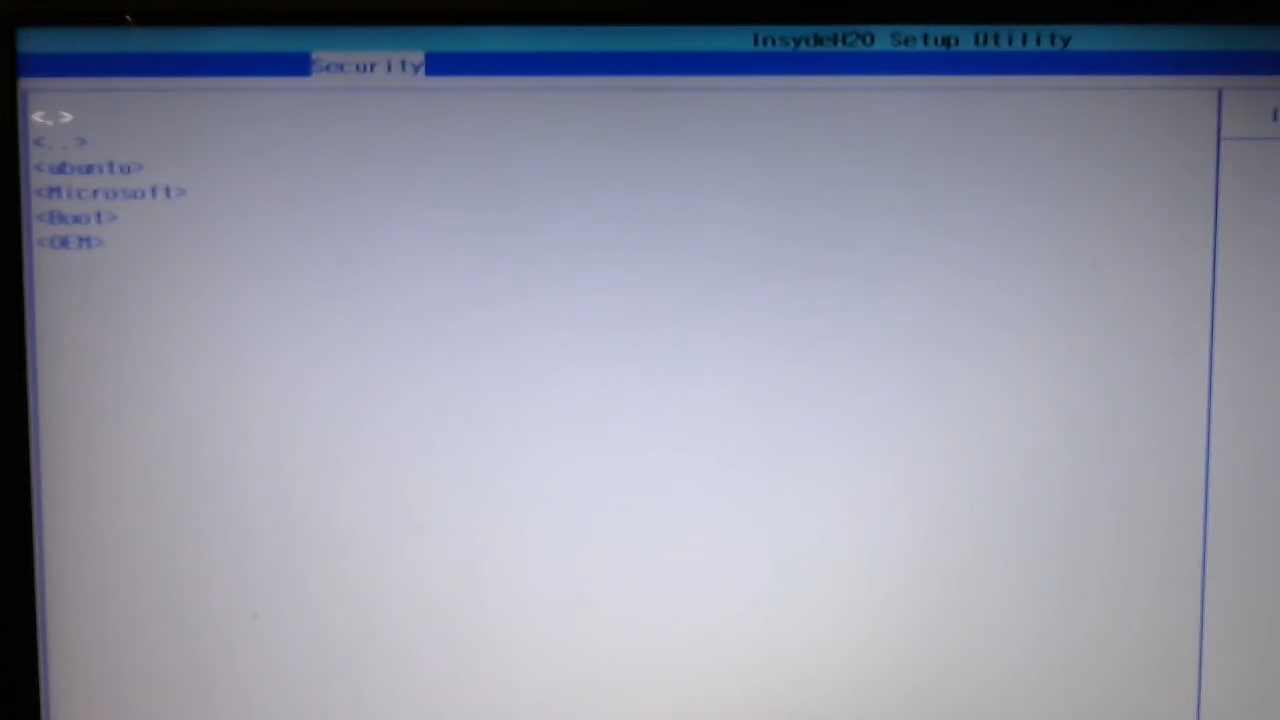 InsydeH20 Setup Utility
Security
<.>
<..>
<ubuntu>
<Microsoft>
<Boot>
<OEM>